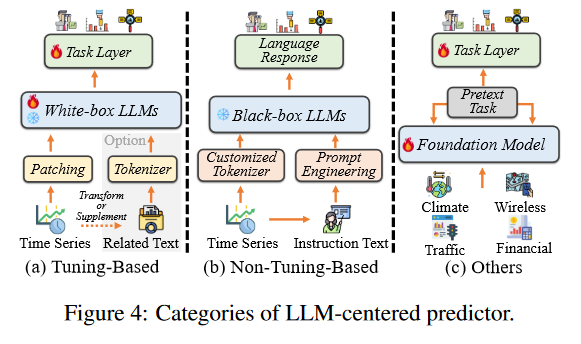 Task Layer
White-box LLMs
Option
Patching
Tokenizer
Transform
or
Supplement
Time Series
Related Text
(a) Tuning-Based
Language
Response
Black-box LLMs
Customized
Tokenizer
Prompt
Engineering
Time Series
Instruction Text
(b) Non-Tuning-Based
Task Layer
Pretext
Task
Foundation Model
Climate
Wireless
Traffic
Financial
(c) Others
Figure 4: Categories of LLM-centered predictor.